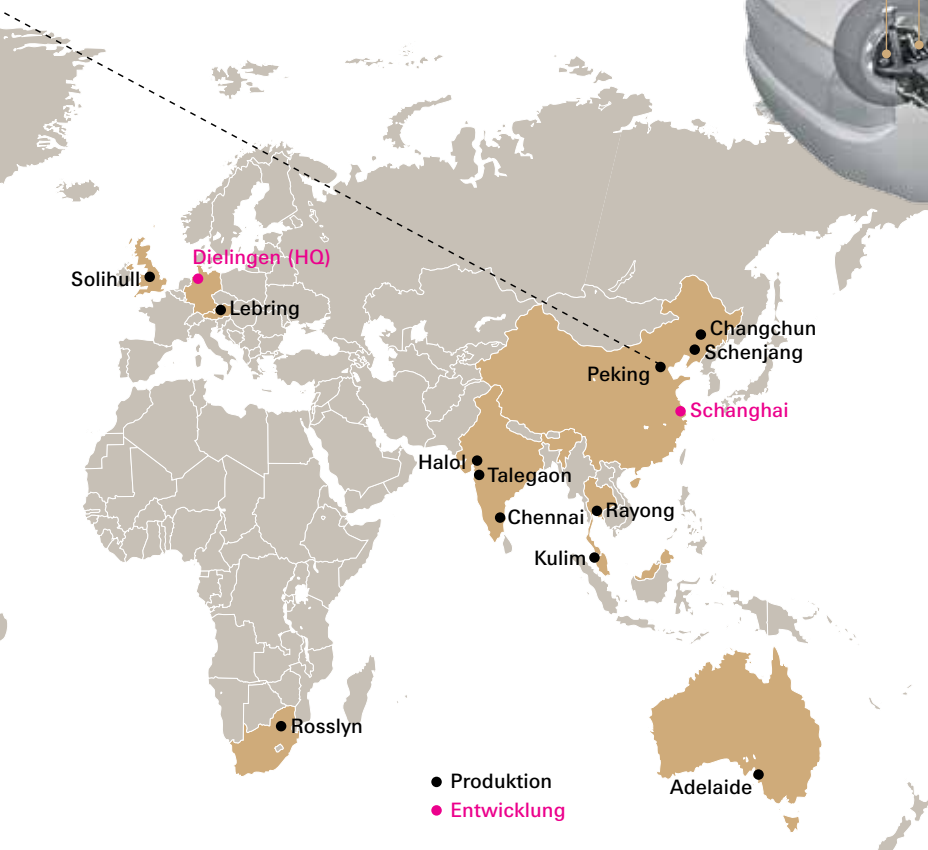 Dielingen (HQ)
Solihull
Lebring
Changchun
Schenjang
Peking
Schanghai
Halol
Talegaon
Chennai
Rayong
Kulim
Rosslyn
Adelaide
Produktion
Entwicklung